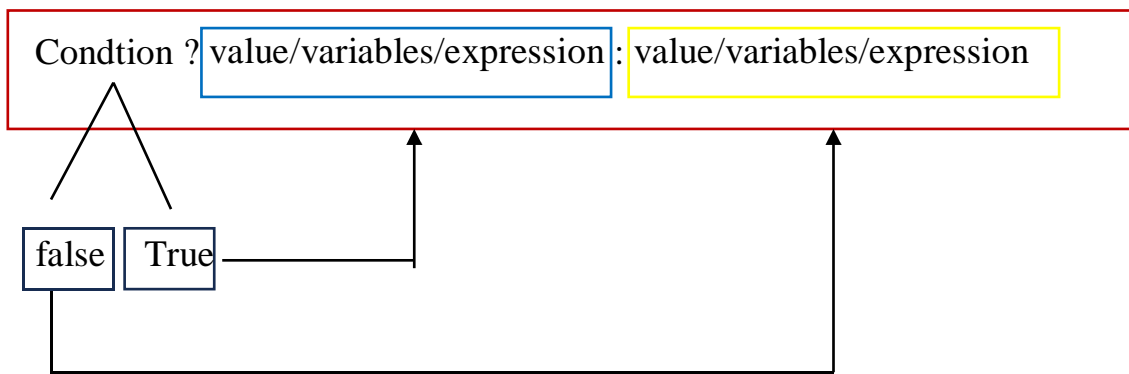 Condtion ? value/variables/expression : value/variables/expression
false True